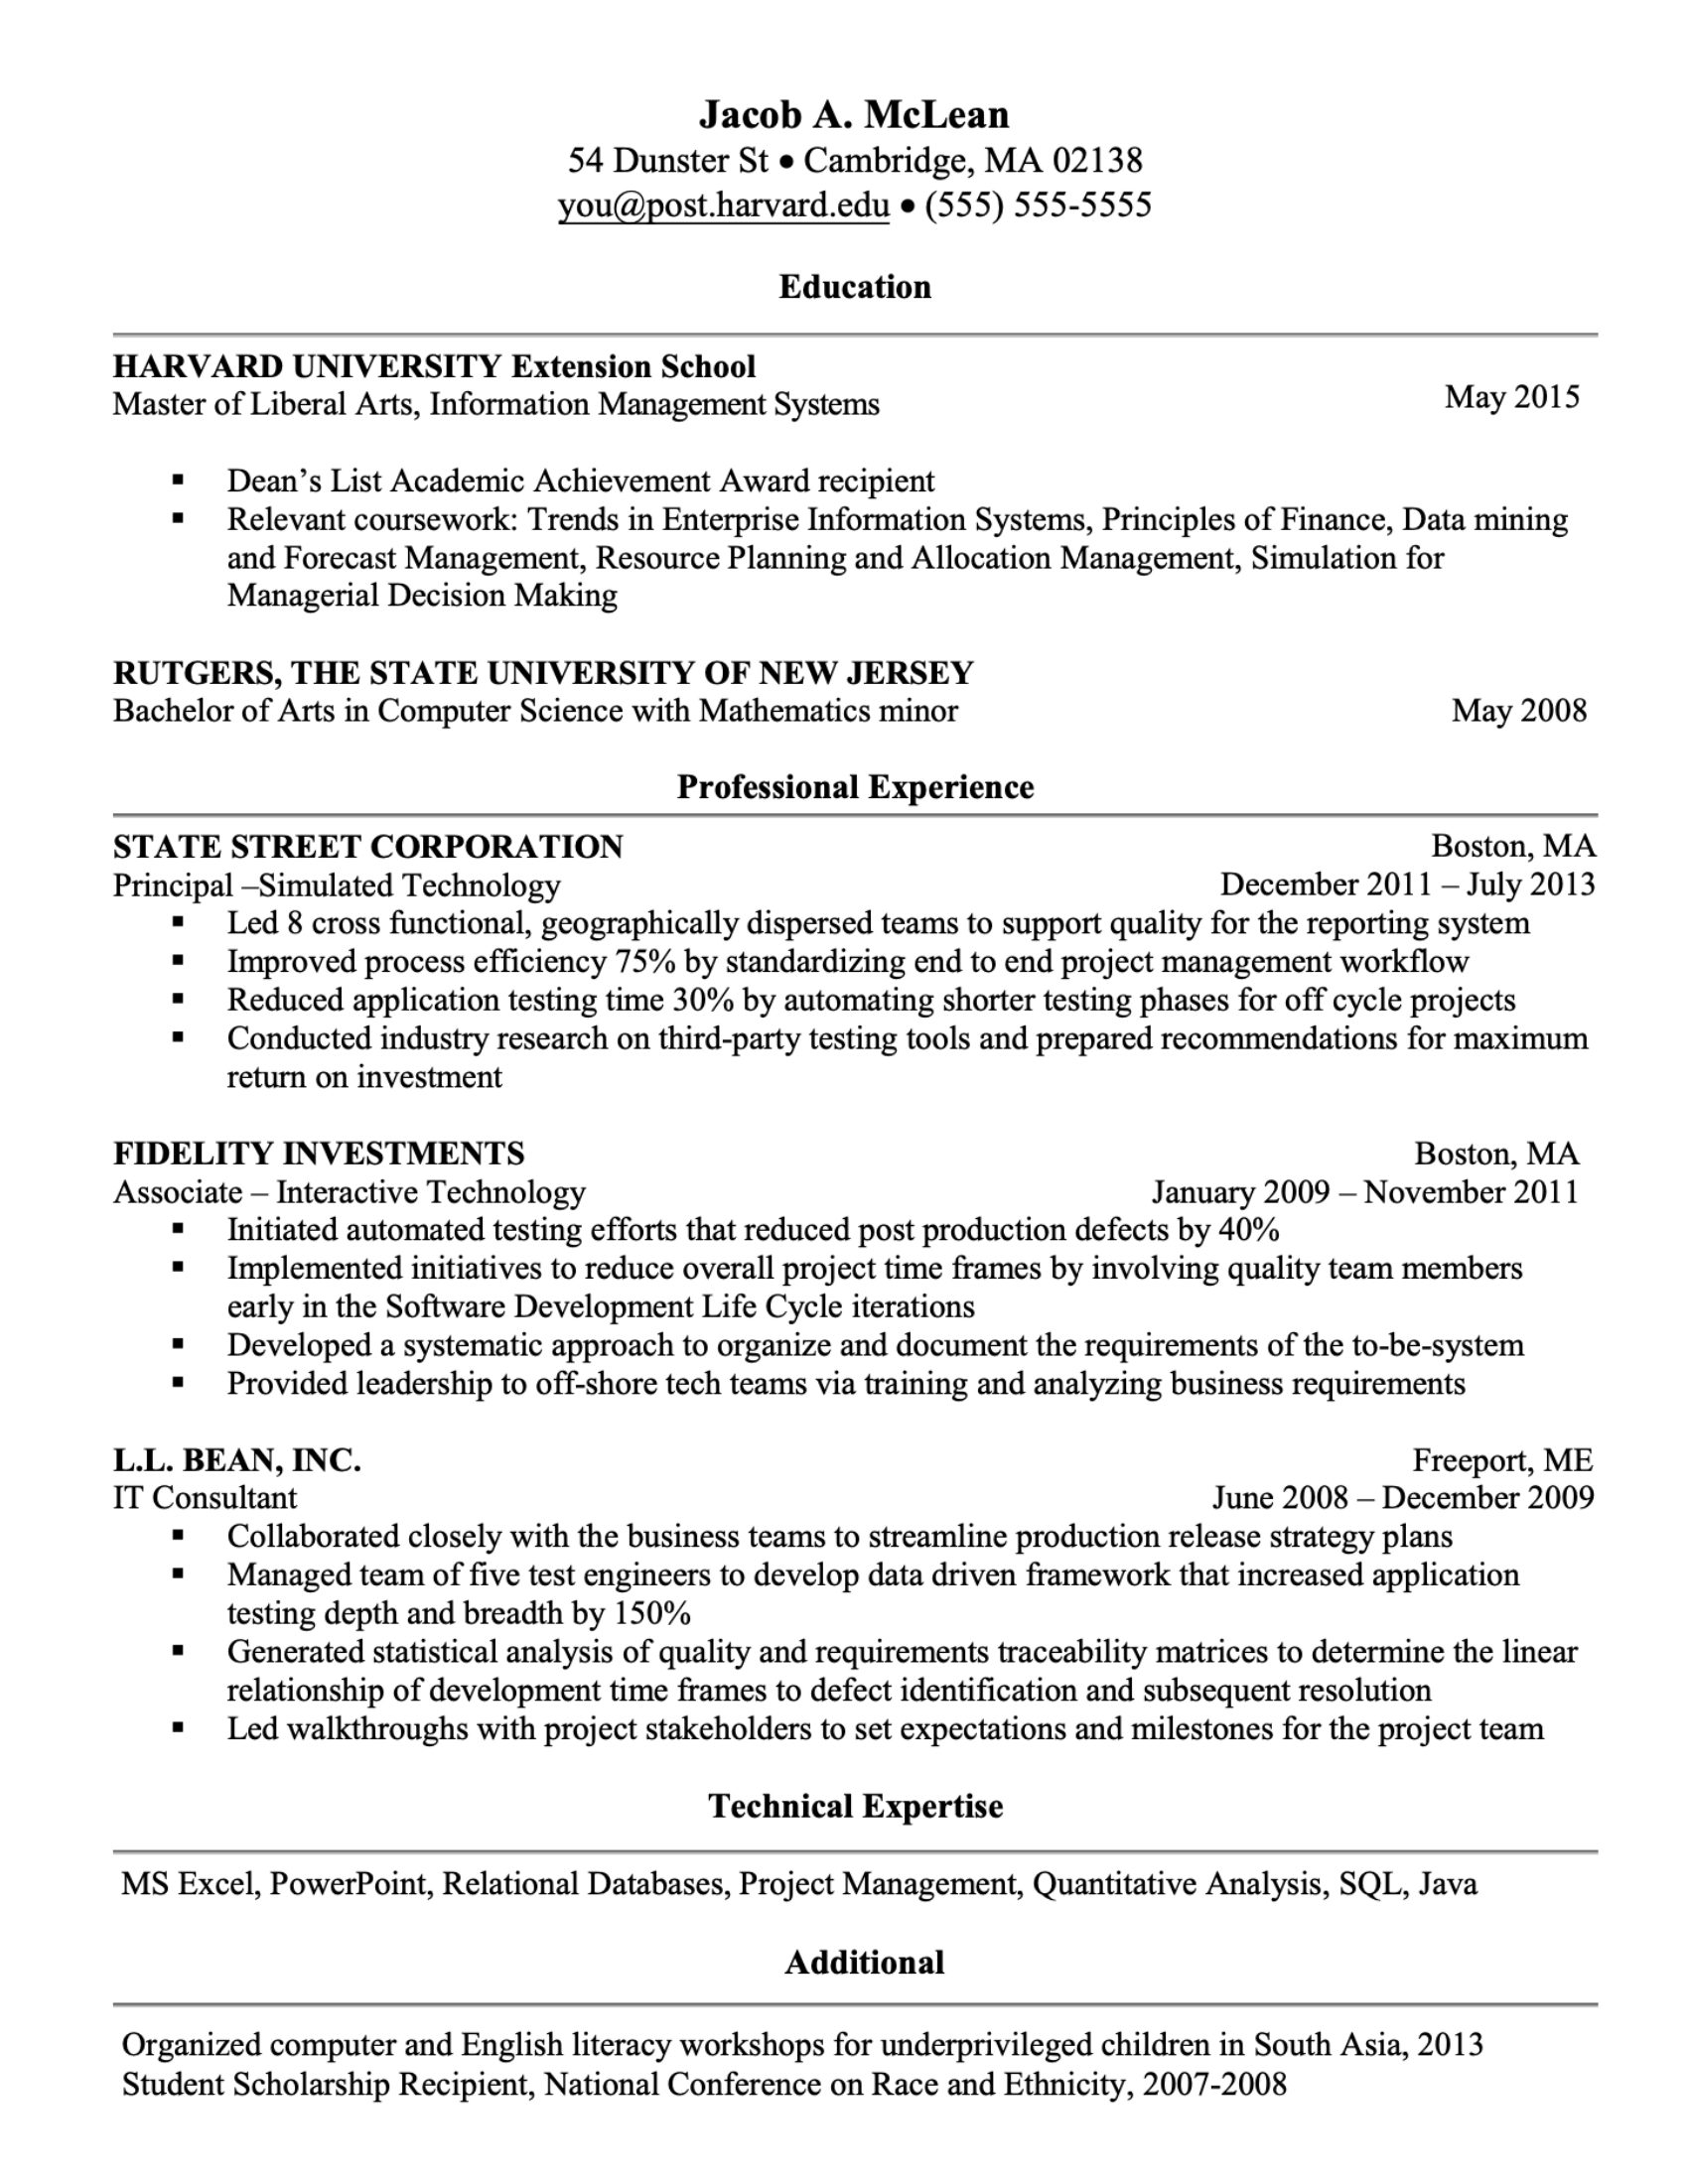 Jacob A. McLean
54 Dunster St • Cambridge, MA 02138
you@post.harvard.edu • (555) 555-5555
Education
HARVARD UNIVERSITY Extension School
Master of Liberal Arts, Information Management Systems May 2015
▪ Dean’s List Academic Achievement Award recipient
▪ Relevant coursework: Trends in Enterprise Information Systems, Principles of Finance, Data mining
and Forecast Management, Resource Planning and Allocation Management, Simulation for
Managerial Decision Making
RUTGERS, THE STATE UNIVERSITY OF NEW JERSEY
Bachelor of Arts in Computer Science with Mathematics minor May 2008
Professional Experience
STATE STREET CORPORATION Boston, MA
Principal –Simulated Technology December 2011 – July 2013
▪ Led 8 cross functional, geographically dispersed teams to support quality for the reporting system
▪ Improved process efficiency 75% by standardizing end to end project management workflow
▪ Reduced application testing time 30% by automating shorter testing phases for off cycle projects
▪ Conducted industry research on third-party testing tools and prepared recommendations for maximum
return on investment
FIDELITY INVESTMENTS Boston, MA
Associate – Interactive Technology January 2009 – November 2011
▪ Initiated automated testing efforts that reduced post production defects by 40%
▪ Implemented initiatives to reduce overall project time frames by involving quality team members
early in the Software Development Life Cycle iterations
▪ Developed a systematic approach to organize and document the requirements of the to-be-system
▪ Provided leadership to off-shore tech teams via training and analyzing business requirements
L.L. BEAN, INC. Freeport, ME
IT Consultant June 2008 – December 2009
▪ Collaborated closely with the business teams to streamline production release strategy plans
▪ Managed team of five test engineers to develop data driven framework that increased application
testing depth and breadth by 150%
▪ Generated statistical analysis of quality and requirements traceability matrices to determine the linear
relationship of development time frames to defect identification and subsequent resolution
▪ Led walkthroughs with project stakeholders to set expectations and milestones for the project team
Technical Expertise
MS Excel, PowerPoint, Relational Databases, Project Management, Quantitative Analysis, SQL, Java
Additional
Organized computer and English literacy workshops for underprivileged children in South Asia, 2013
Student Scholarship Recipient, National Conference on Race and Ethnicity, 2007-2008